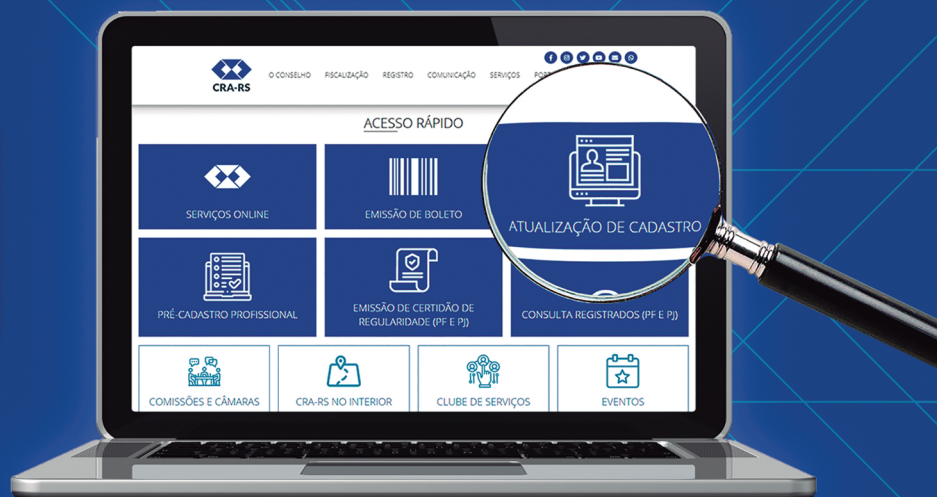 CRA-RS
O CONSELHO FISCALIZAÇÃO REGISTRO COMUNICAÇÃO SERVIÇOS
ACESSO RÁPIDO
SERVIÇOS ONLINE
EMISSÃO DE BOLETO
ATUALIZAÇÃO DE CADASTRO
PRÉ-CADASTRO PROFISSIONAL
EMISSÃO DE CERTIDÃO DE
REGULARIDADE (PF E PJ)
CONSULTA REGISTRADOS (PF E PJ)
COMISSÕES E CÂMARAS
CRA-RS NO INTERIOR
CLUBE DE SERVIÇOS
EVENTOS